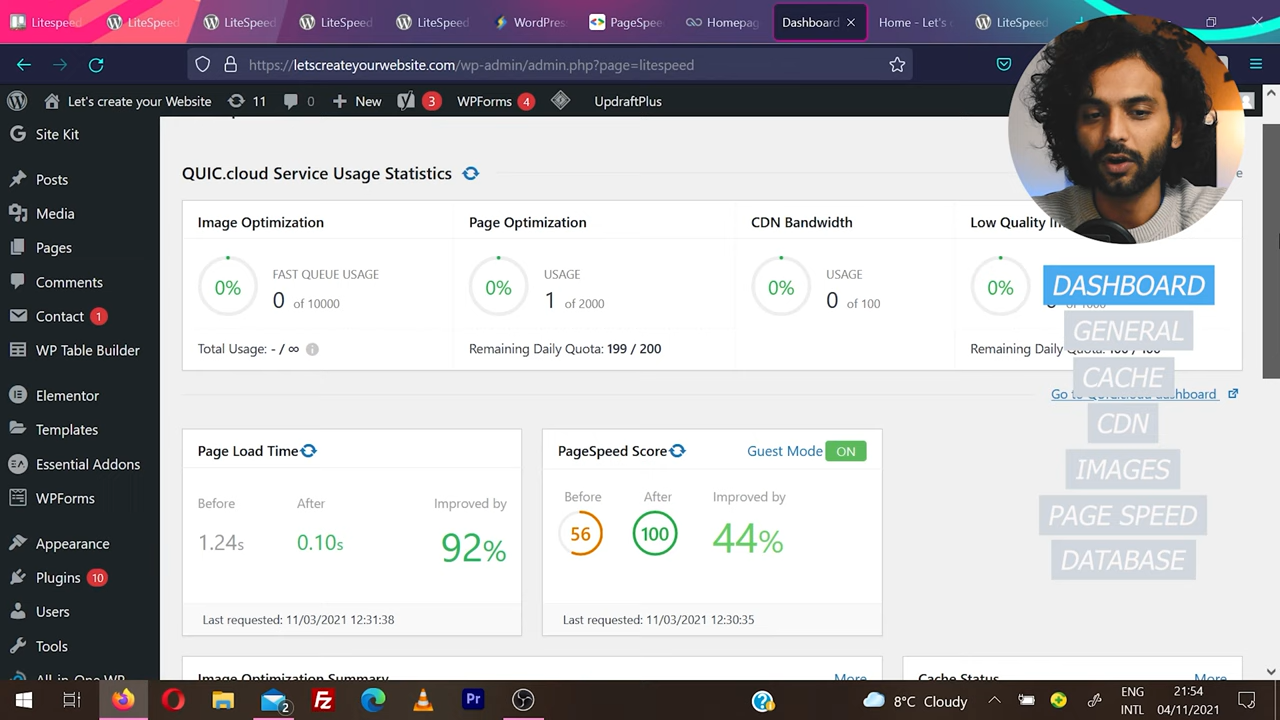 Litespeed
LiteSpeed
LiteSpeed
LiteSpeed
LiteSpeed
WordPress
PageSpee
Homepag
Dashboard
Home - Let's
LiteSpeed
https://letscreateyourwebsite.com/wp-admin/admin.php?page=litespeed
Let's create your Website
11
0
New
3
WPForms 4
UpdraftPlus
Site Kit
Posts
Media
Pages
Comments
Contact 1
WP Table Builder
Elementor
Templates
Essential Addons
WPForms
Appearance
Plugins 10
Users
Tools
QUIC.cloud Service Usage Statistics
Image Optimization
0%
FAST QUEUE USAGE
0 of 10000
Total Usage: - / ∞
Page Optimization
0%
USAGE
1 of 2000
Remaining Daily Quota: 199 / 200
CDN Bandwidth
0%
USAGE
0 of 100
Low Quality
0%
Remaining Daily Quota:
Go to
dashboard
DASHBOARD
GENERAL
CACHE
CDN
IMAGES
PAGE SPEED
DATABASE
Page Load Time
Before
After
Improved by
1.24s
0.10s
92%
Last requested: 11/03/2021 12:31:38
PageSpeed Score
Guest Mode ON
Before
After
Improved by
56
100
44%
Last requested: 11/03/2021 12:30:35
Image Optimization Summary
More
Cache Status
More
2
Pr
8°C Cloudy
ENG
INTL
21:54
04/11/2021